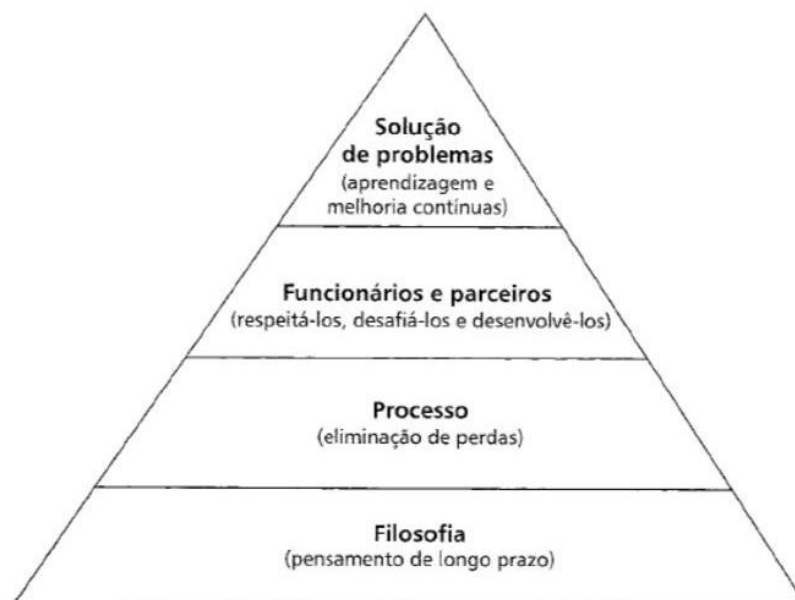 Solução
de problemas
(aprendizagem e
melhoria contínuas)
Funcionários e parceiros
(respeitá-los, desafiá-los e desenvolvê-los)
Processo
(eliminação de perdas)
Filosofia
(pensamento de longo prazo)